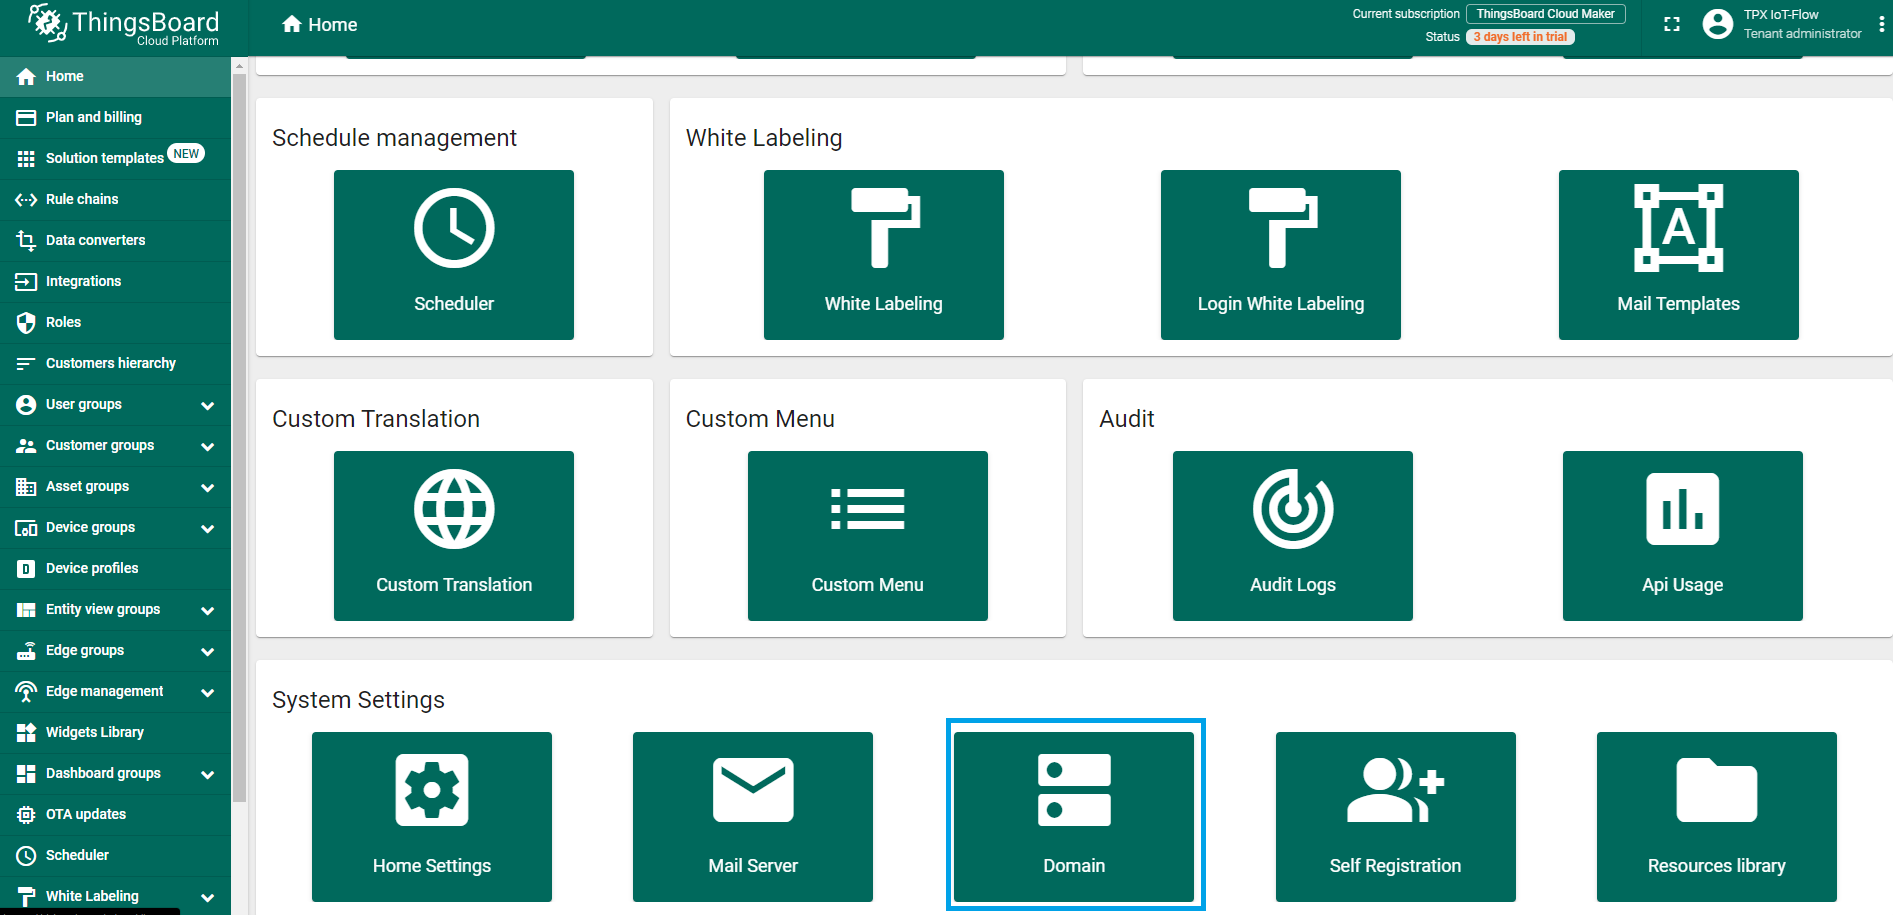 ThingsBoard
Cloud Platform
Home
Current subscription ThingsBoard Cloud Maker
Status 3 days left in trial
TPX IoT-Flow
Tenant administrator
Home
Plan and billing
Solution templates NEW
Rule chains
Data converters
Integrations
Roles
Customers hierarchy
User groups
Customer groups
Asset groups
Device groups
Device profiles
Entity view groups
Edge groups
Edge management
Widgets Library
Dashboard groups
OTA updates
Scheduler
White Labeling
Schedule management
Scheduler
White Labeling
White Labeling
Login White Labeling
A
Mail Templates
Custom Translation
Custom Translation
Custom Menu
Custom Menu
Audit
Audit Logs
Api Usage
System Settings
Home Settings
Mail Server
Domain
Self Registration
Resources library